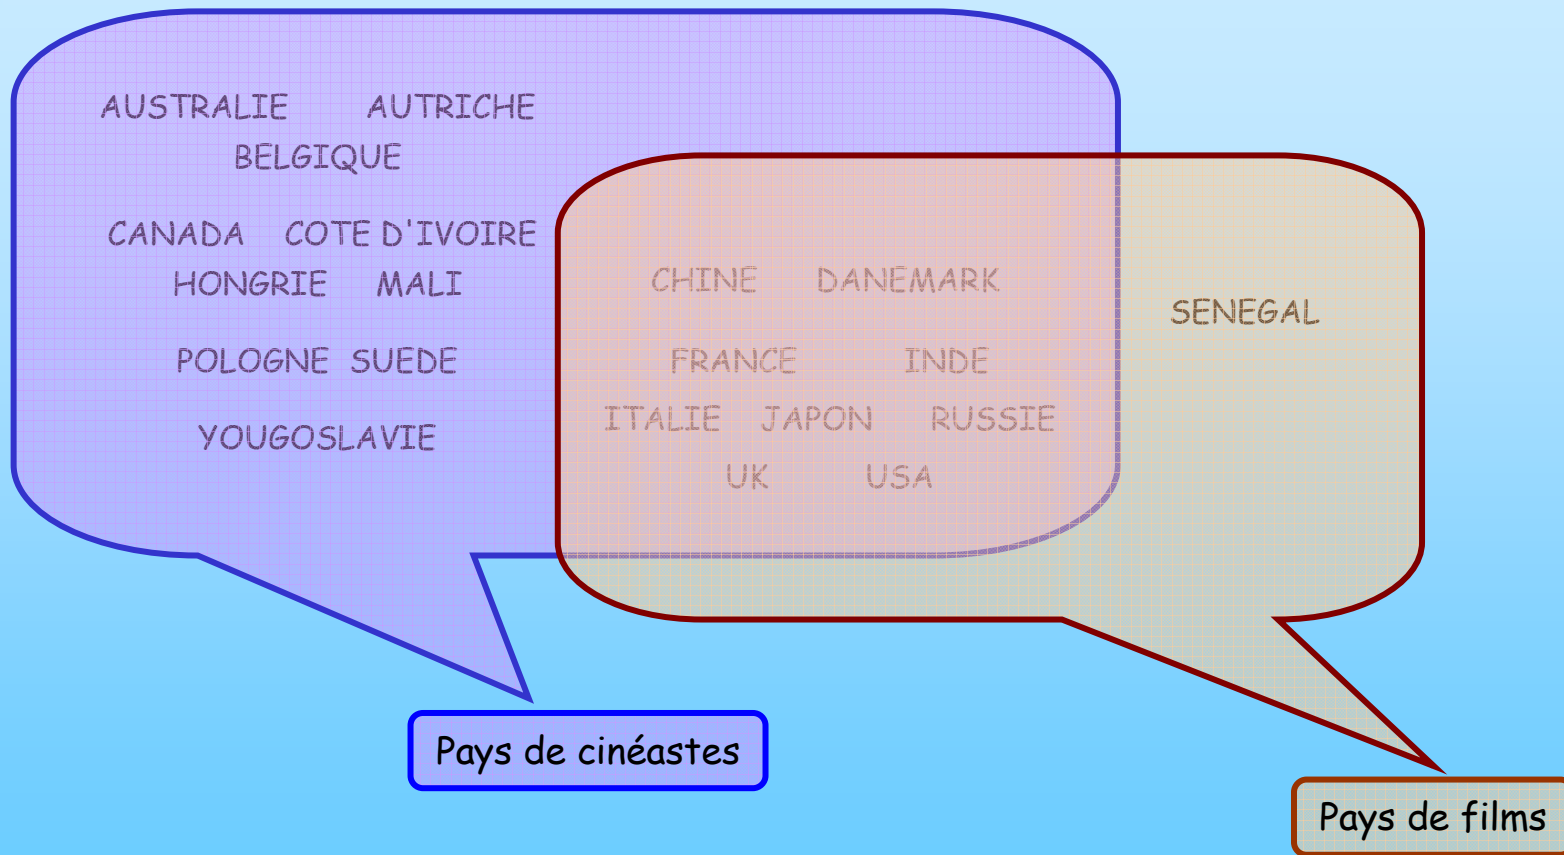 AUSTRALIE AUTRICHE
BELGIQUE
CANADA COTE D'IVOIRE
HONGRIE MALI
POLOGNE SUEDE
YOUGOSLAVIE
CHINE DANEMARK
FRANCE INDE
ITALIE JAPON RUSSIE
UK USA
SENEGAL
Pays de cinéastes
Pays de films